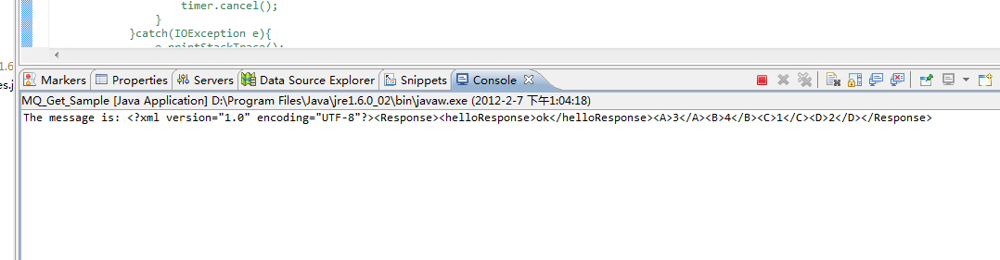 timer.cancel();
}
}catch(IOException e){
1.6
es.j
Markers Properties Servers Data Source Explorer Snippets Console
MQ_Get_Sample [Java Application] D:\Program Files\Java\jre1.6.0_02\bin\javaw.exe (2012-2-7 下午1:04:18)
The message is: <?xml version="1.0" encoding="UTF-8"?><Response><helloResponse>ok</helloResponse><A>3</A><B>4</B><C>1</C><D>2</D></Response>